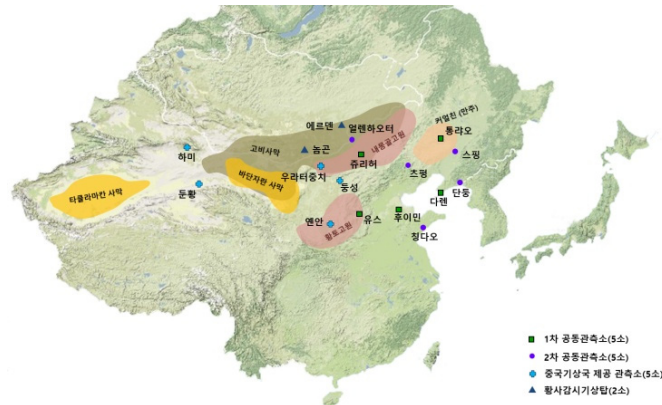 에르덴
얼렌하오터
커얼친 (만주)
통랴오
고비사막
놈곤
내몽골고원
스핑
하미
쥬리허
우라터중치
츠펑
바단자란 사막
타클라마칸 사막
둔황
동성
단둥
다롄
유스
후이민
옌안
황토고원
칭다오
1차 공동관측소(5소)
2차 공동관측소(5소)
중국기상국 제공 관측소(5소)
황사감시기상탑(2소)